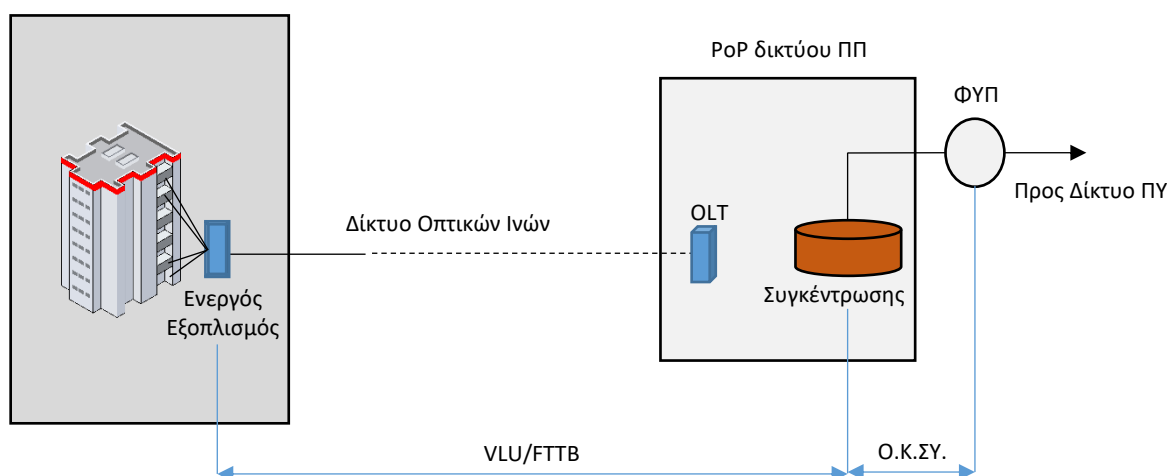 PoP δικτύου ΠΠ
ΦΥΠ
Προς Δίκτυο ΠΥ
OLT
Δίκτυο Οπτικών Ινών
Συγκέντρωσης
Ενεργός
Εξοπλισμός
VLU/FTTB
Ο.Κ.ΣΥ.